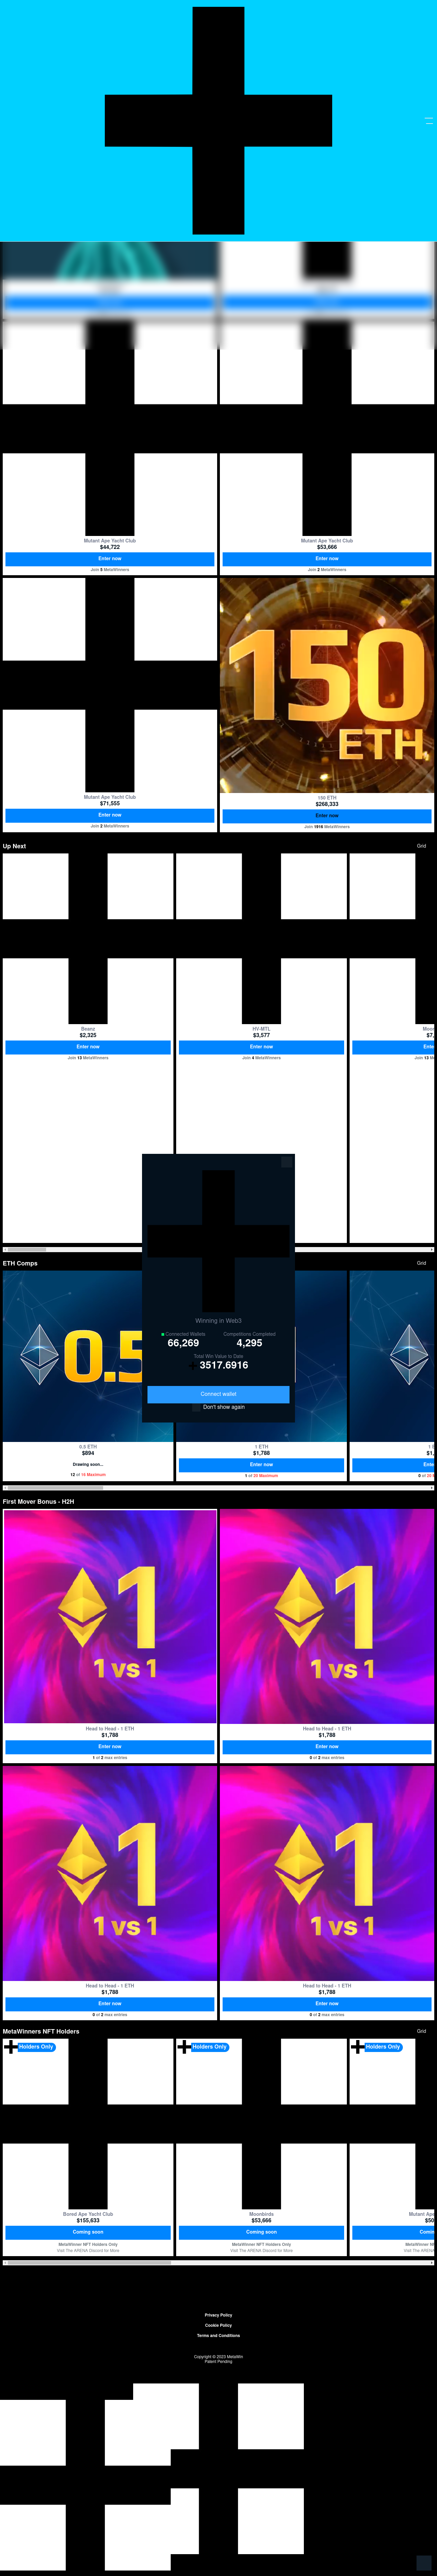 Mutant Ape Yacht Club
$44,722
Enter now
Join 5 MetaWinners
Mutant Ape Yacht Club
$53,666
Enter now
Join 2 MetaWinners
Mutant Ape Yacht Club
$71,555
Enter now
Join 2 MetaWinners
150
ETH
150 ETH
$268,333
Enter now
Join 1818 MetaWinners
Up Next
Grid
Beanz
$2,325
Enter now
Join 13 MetaWinners
HV-MTL
$3,577
Enter now
Join 4 MetaWinners
Moon
$7,
Ente
Join 13 M
Winning in Web3
Connected Wallets
66,269
Competitions Completed
4,295
Total Win Value to Date
3517.6916
Connect wallet
Don't show again
ETH Comps
Grid
0.5
0.5 ETH
$894
Drawing soon...
12 of 15 Maximum
1 ETH
$1,788
Enter now
1 of 20 Maximum
1 E
$1,
Ente
0 of 20
First Mover Bonus - H2H
1
1 vs 1
Head to Head - 1 ETH
$1,788
Enter now
1 of 2 max entries
1
1 vs 1
Head to Head - 1 ETH
$1,788
Enter now
0 of 2 max entries
1
1 vs 1
Head to Head - 1 ETH
$1,788
Enter now
0 of 2 max entries
1
1 vs 1
Head to Head - 1 ETH
$1,788
Enter now
0 of 2 max entries
MetaWinners NFT Holders
Grid
Holders Only
Bored Ape Yacht Club
$155,633
Coming soon
MetaWinner NFT Holders Only
Visit The ARENA Discord for More
Holders Only
Moonbirds
$53,666
Coming soon
MetaWinner NFT Holders Only
Visit The ARENA Discord for More
Holders Only
Mutant Ape
$50
Comin
MetaWinner N
Visit The ARENA
Privacy Policy
Cookie Policy
Terms and Conditions
Copyright © 2023 MetaWin
Patent Pending